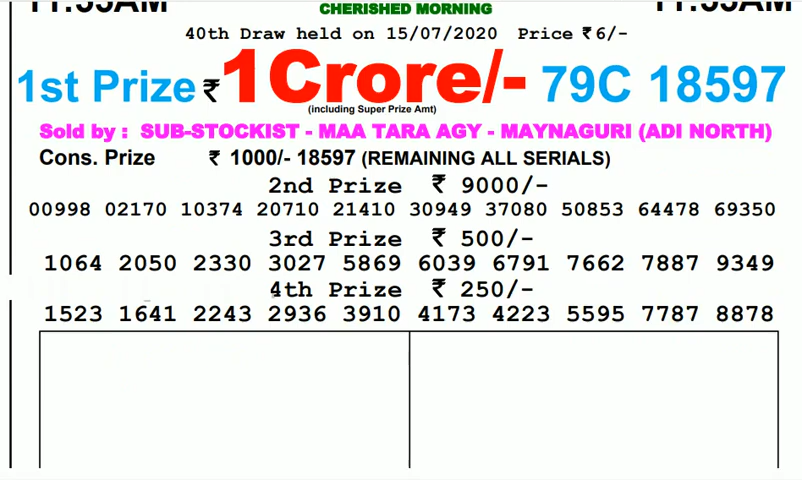 11:55AM CHERISHED MORNING 11:55AM
40th Draw held on 15/07/2020 Price ₹6/-
1st Prize ₹1Crore/- 79C 18597
(including Super Prize Amt)
Sold by : SUB-STOCKIST - MAA TARA AGY - MAYNAGURI (ADI NORTH)
Cons. Prize ₹ 1000/- 18597 (REMAINING ALL SERIALS)
2nd Prize ₹ 9000/-
00998 02170 10374 20710 21410 30949 37080 50853 64478 69350
3rd Prize ₹ 500/-
1064 2050 2330 3027 5869 6039 6791 7662 7887 9349
4th Prize ₹ 250/-
1523 1641 2243 2936 3910 4173 4223 5595 7787 8878